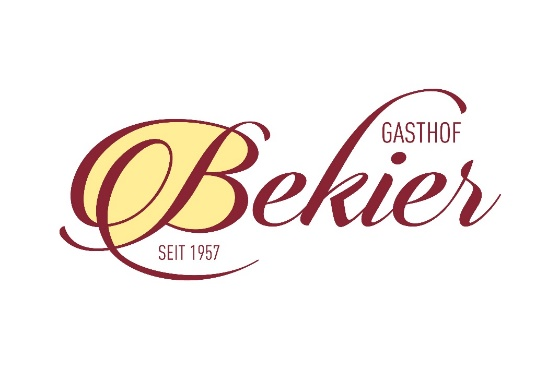 GASTHOF
Bekier
SEIT 1957